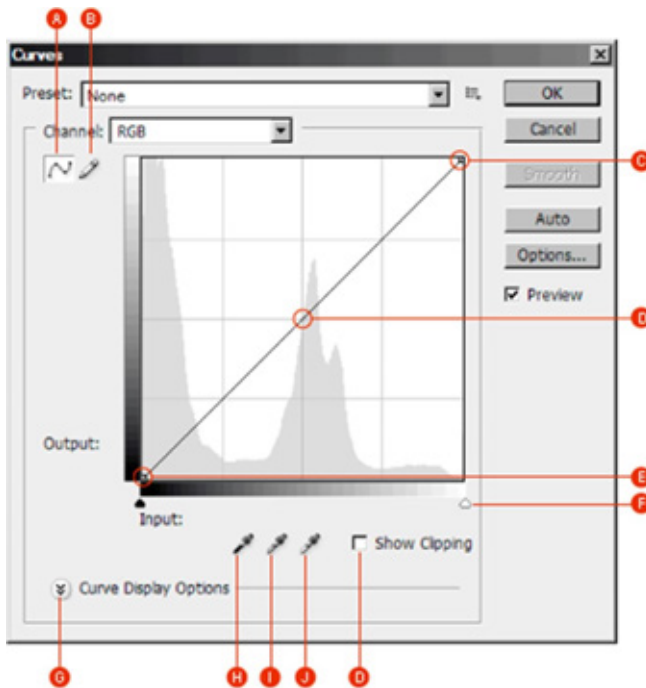 A B
Curves
Preset: None
OK
Channel: RGB
Cancel
C
Smooth
Auto
Options...
Preview
D
Output:
E
F
Input:
Show Clipping
Curve Display Options
G H I J D